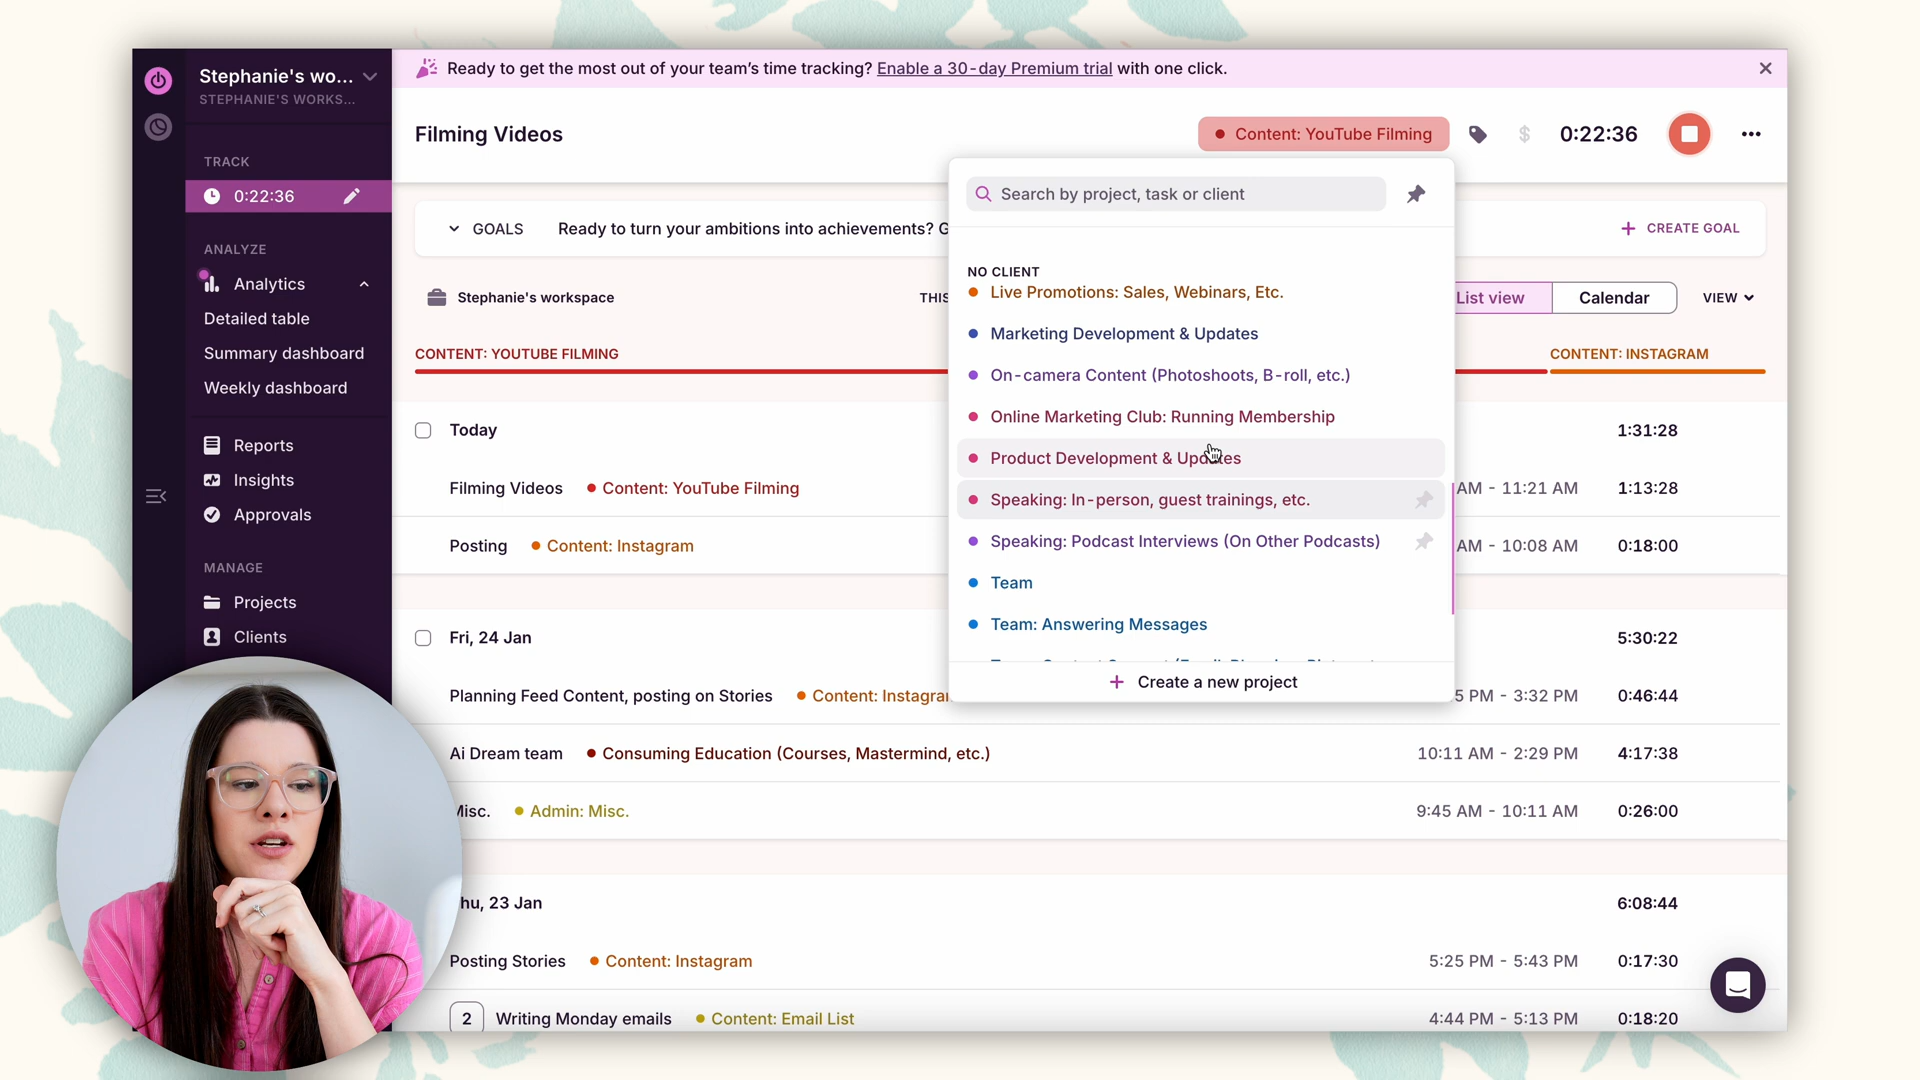 Stephanie's wo...
STEPHANIE'S WORKS...
Ready to get the most out of your team's time tracking? Enable a 30-day Premium trial with one click.
Filming Videos
Content: YouTube Filming
$
0:22:36
TRACK
0:22:36
ANALYZE
Analytics
Detailed table
Summary dashboard
Weekly dashboard
Reports
Insights
Approvals
MANAGE
Projects
Clients
GOALS
Ready to turn your ambitions into achievements? G
+ CREATE GOAL
Stephanie's workspace
THIS
List view
Calendar
VIEW
CONTENT: YOUTUBE FILMING
CONTENT: INSTAGRAM
Search by project, task or client
NO CLIENT
Live Promotions: Sales, Webinars, Etc.
Marketing Development & Updates
On-camera Content (Photoshoots, B-roll, etc.)
Online Marketing Club: Running Membership
Product Development & Updates
Speaking: In-person, guest trainings, etc.
Speaking: Podcast Interviews (On Other Podcasts)
Team
Team: Answering Messages
+ Create a new project
Today
1:31:28
Filming Videos Content: YouTube Filming
AM - 11:21 AM 1:13:28
Posting Content: Instagram
AM - 10:08 AM 0:18:00
Fri, 24 Jan
5:30:22
Planning Feed Content, posting on Stories Content: Instagram
5 PM - 3:32 PM 0:46:44
Ai Dream team Consuming Education (Courses, Mastermind, etc.)
10:11 AM - 2:29 PM 4:17:38
Misc. Admin: Misc.
9:45 AM - 10:11 AM 0:26:00
hu, 23 Jan
6:08:44
Posting Stories Content: Instagram
5:25 PM - 5:43 PM 0:17:30
2 Writing Monday emails Content: Email List
4:44 PM - 5:13 PM 0:18:20